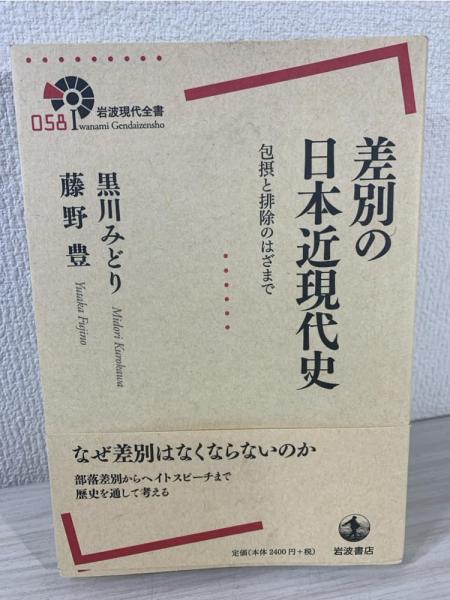 058
岩波現代全書
Iwanami Gendaizensho
差別の
日本近現代史
包摂と排除のはざまで
黒川みどり
Midori Kurokawa
藤野 豊
Yutaka Fujino
なぜ差別はなくならないのか
部落差別からヘイトスピーチまで
歴史を通して考える
定価(本体2400円+税)
岩波書店